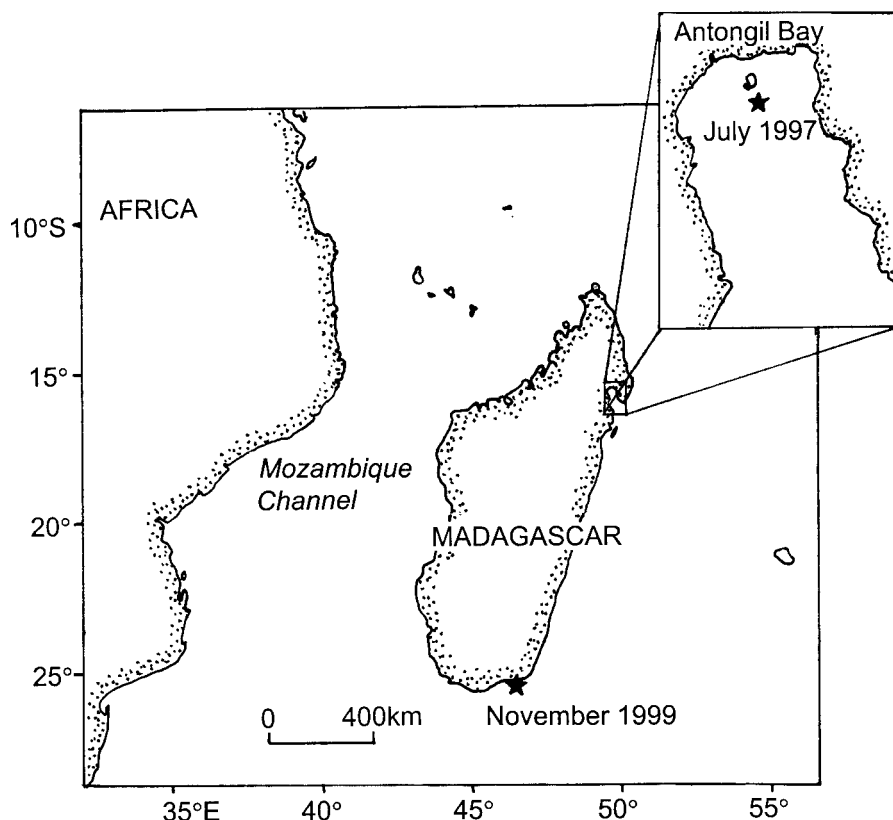 Antongil Bay
July 1997
AFRICA
10°S
15°
Mozambique
Channel
20°
MADAGASCAR
25°
0 400km
November 1999
35°E 40° 45° 50° 55°